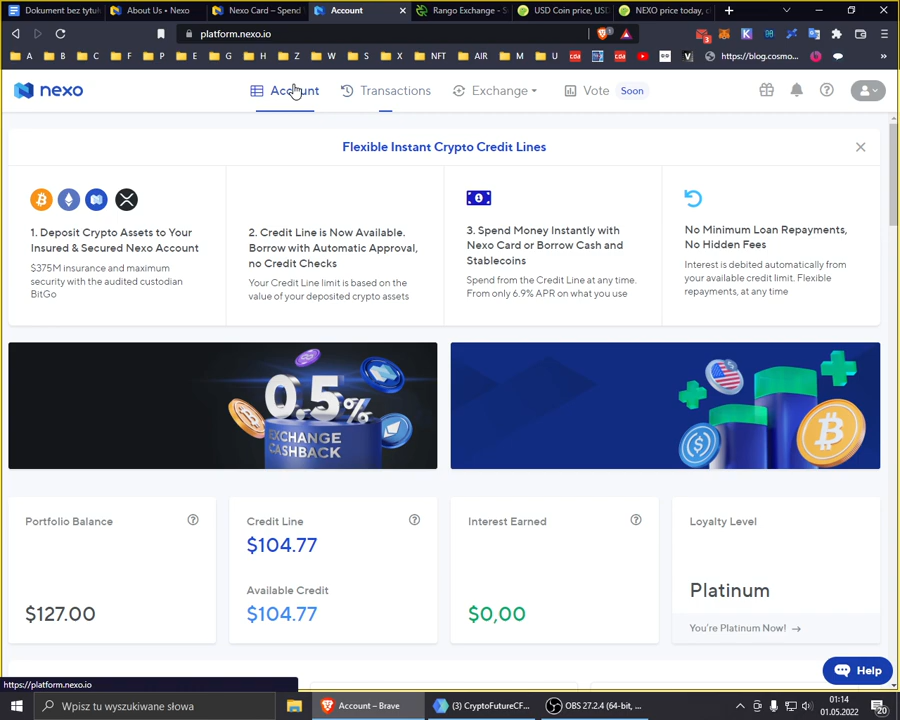 Dokument bez tytuł
About Us • Nexo
Nexo Card – Spend
Account
Rango Exchange - S
USD Coin price, USD
NEXO price today, c
platform.nexo.io
A
B
C
P
E
G
H
Z
W
S
X
NFT
AIR
M
U
https://blog.cosmo...
nexo
Account
Transactions
Exchange
Vote
Soon
Flexible Instant Crypto Credit Lines
1. Deposit Crypto Assets to Your
Insured & Secured Nexo Account
$375M insurance and maximum
security with the audited custodian
BitGo
2. Credit Line is Now Available.
Borrow with Automatic Approval,
no Credit Checks
Your Credit Line limit is based on the
value of your deposited crypto assets
3. Spend Money Instantly with
Nexo Card or Borrow Cash and
Stablecoins
Spend from the Credit Line at any time.
From only 6.9% APR on what you use
No Minimum Loan Repayments,
No Hidden Fees
Interest is debited automatically from
your available credit limit. Flexible
repayments, at any time
0.5%
EXCHANGE
CASHBACK
Portfolio Balance
$127.00
Credit Line
$104.77
Available Credit
$104.77
Interest Earned
$0,00
Loyalty Level
Platinum
You're Platinum Now! →
Help
https://platform.nexo.io
Wpisz tu wyszukiwane słowa
Account – Brave
(3) CryptoFutureCF...
OBS 27.2.4 (64-bit, ...
01:14
01.05.2022
20